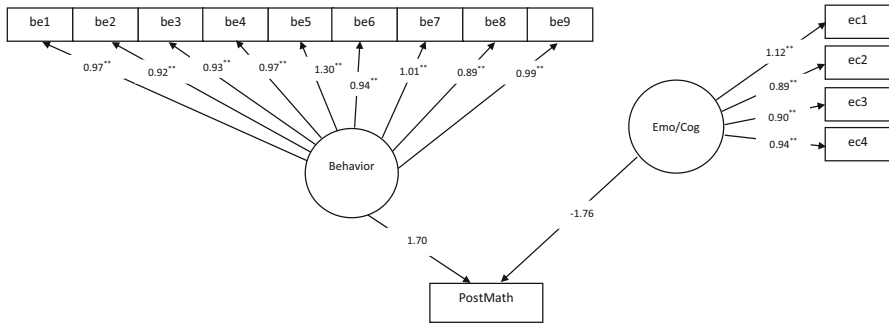 be1 be2 be3 be4 be5 be6 be7 be8 be9
ec1
ec2
ec3
ec4
0.97** 0.92** 0.93** 0.97** 1.30** 0.94** 1.01** 0.89** 0.99**
1.12**
0.89**
0.90**
0.94**
Behavior
Emo/Cog
1.70
-1.76
PostMath